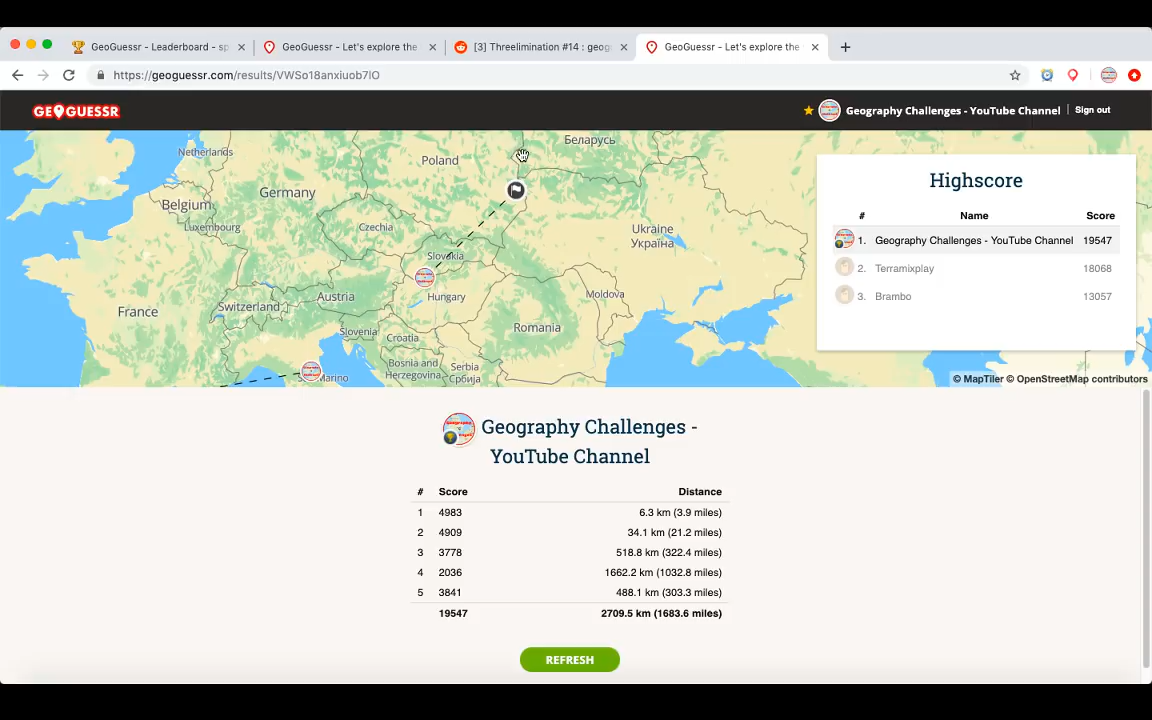 GeoGuessr - Leaderboard - sp
GeoGuessr - Let's explore the
[3] Threelimination #14 : geog
GeoGuessr - Let's explore the
https://geoguessr.com/results/VWSo18anxiuob7lO
GEOGUESSR
Geography Challenges - YouTube Channel
Sign out
Netherlands
Poland
Беларусь
Germany
Belgium
Luxembourg
Czechia
Ukraine
Україна
Slovakia
France
Switzerland
Austria
Hungary
Moldova
Slovenia
Croatia
Romania
Bosnia and
Herzegovina
Serbia
Србија
Marino
Highscore
# Name Score
1. Geography Challenges - YouTube Channel 19547
2. Terramixplay 18068
3. Brambo 13057
© MapTiler © OpenStreetMap contributors
Geography Challenges -
YouTube Channel
# Score Distance
1 4983 6.3 km (3.9 miles)
2 4909 34.1 km (21.2 miles)
3 3778 518.8 km (322.4 miles)
4 2036 1662.2 km (1032.8 miles)
5 3841 488.1 km (303.3 miles)
19547 2709.5 km (1683.6 miles)
REFRESH